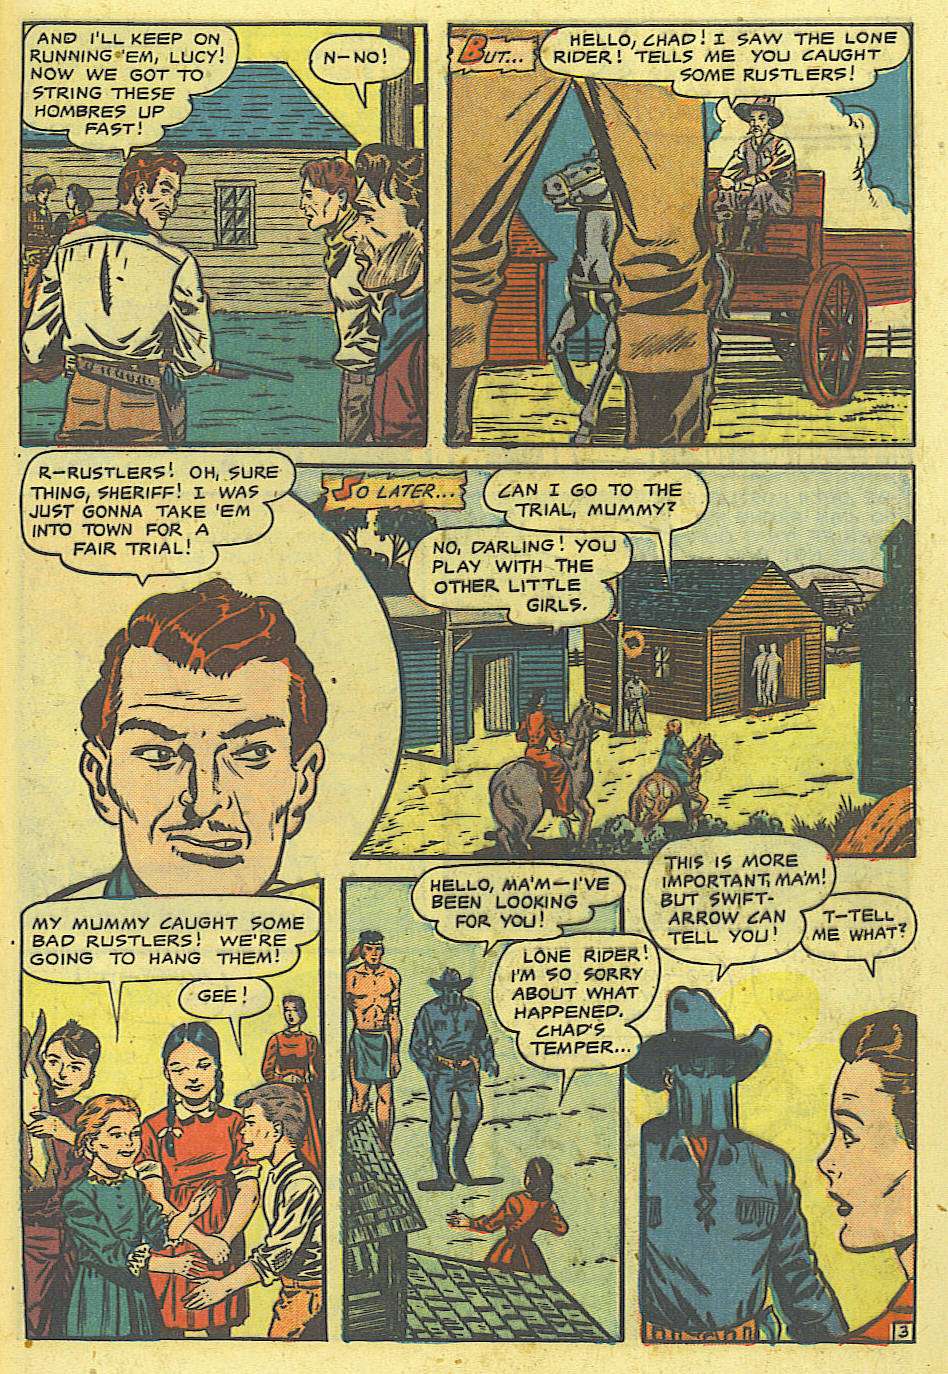 AND I'LL KEEP ON
RUNNING 'EM, LUCY!
NOW WE GOT TO
STRING THESE
HOMBRES UP
FAST!
N-NO!
BUT...
HELLO, CHAD! I SAW THE LONE
RIDER! TELLS ME YOU CAUGHT
SOME RUSTLERS!
R-RUSTLERS! OH, SURE
THING, SHERIFF! I WAS
JUST GONNA TAKE 'EM
INTO TOWN FOR A
FAIR TRIAL!
SO LATER...
CAN I GO TO THE
TRIAL, MUMMY?
NO, DARLING! YOU
PLAY WITH THE
OTHER LITTLE
GIRLS.
MY MUMMY CAUGHT SOME
BAD RUSTLERS! WE'RE
GOING TO HANG THEM!
GEE!
HELLO, MA'M-I'VE
BEEN LOOKING
FOR YOU!
LONE RIDER!
I'M SO SORRY
ABOUT WHAT
HAPPENED.
CHAD'S
TEMPER...
THIS IS MORE
IMPORTANT, MA'M!
BUT SWIFT-
ARROW CAN
TELL YOU!
T-TELL
ME WHAT?
3